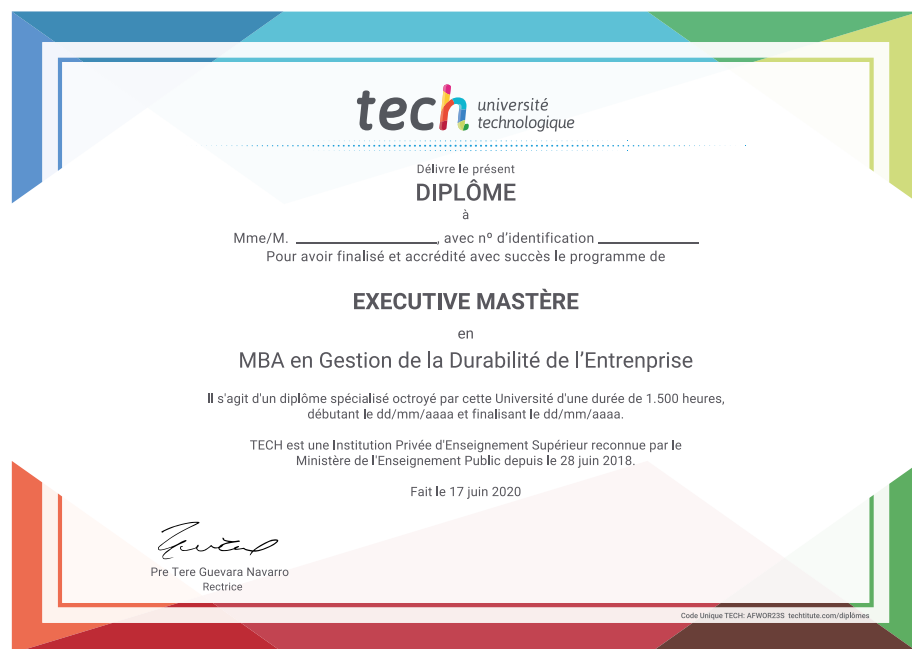 tech université
technologique
Délivre le présent
DIPLÔME
à
Mme/M. , avec nº d'identification
Pour avoir finalisé et accrédité avec succès le programme de
EXECUTIVE MASTÈRE
en
MBA en Gestion de la Durabilité de l'Entrenprise
Il s'agit d'un diplôme spécialisé octroyé par cette Université d'une durée de 1.500 heures,
débutant le dd/mm/aaaa et finalisant le dd/mm/aaaa.
TECH est une Institution Privée d'Enseignement Supérieur reconnue par le
Ministère de l'Enseignement Public depuis le 28 juin 2018.
Fait le 17 juin 2020
Pre Tere Guevara Navarro
Rectrice
Code Unique TECH: AFWOR23S techtitute.com/diplômes